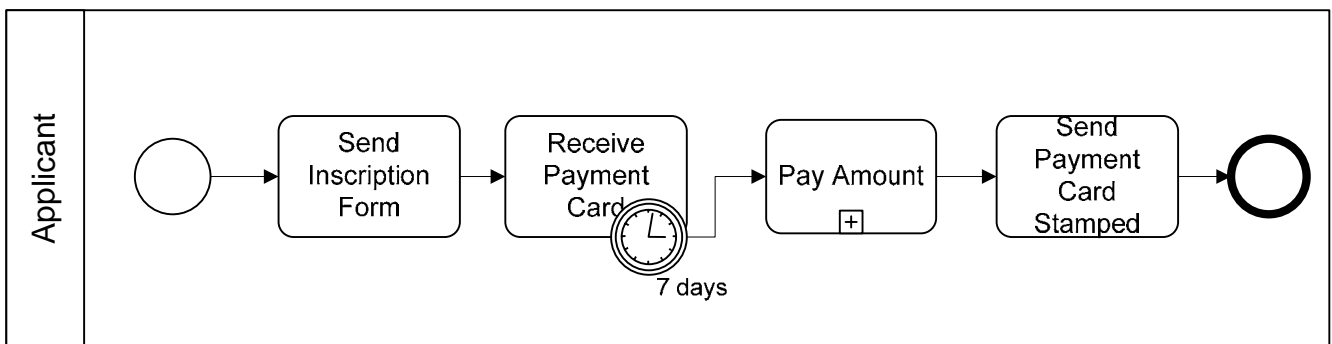 Applicant
Send
Inscription
Form
Receive
Payment
Card
7 days
Pay Amount
Send
Payment
Card
Stamped